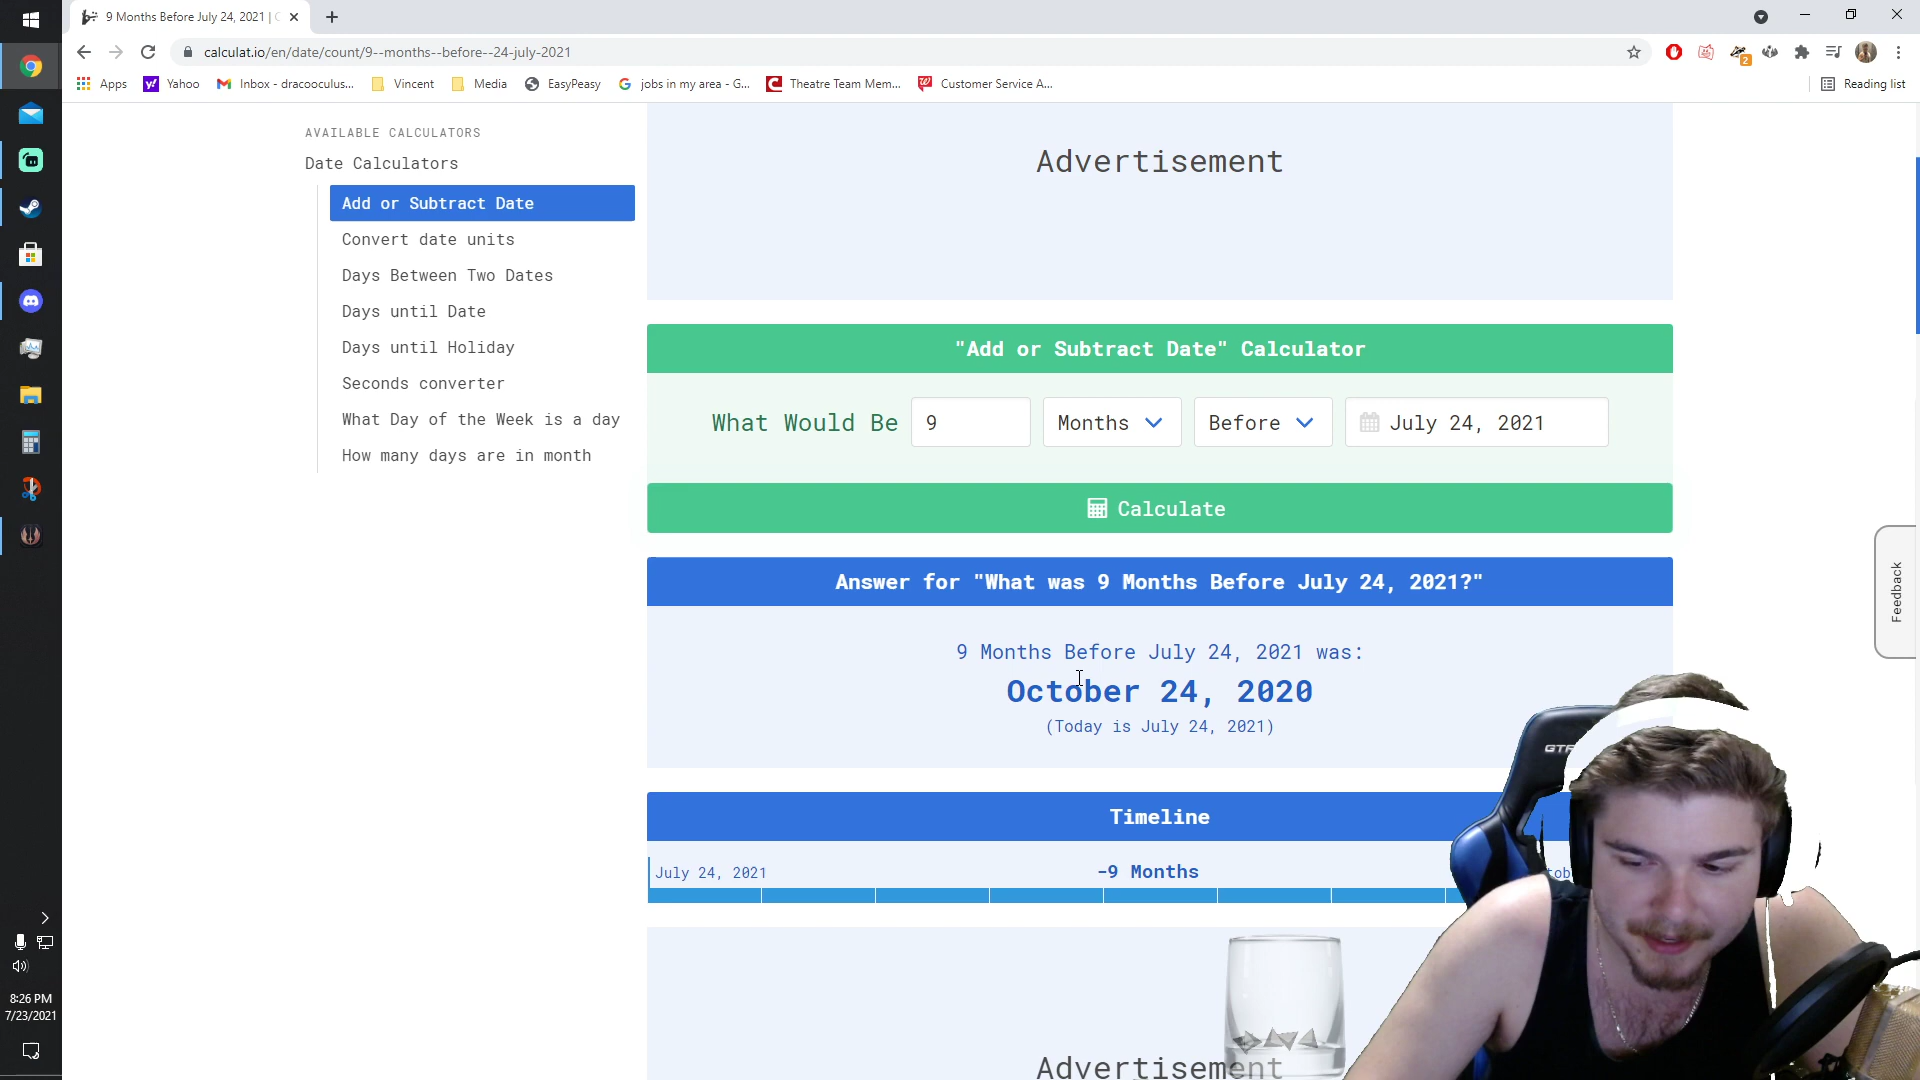 9 Months Before July 24, 2021 |
calculat.io/en/date/count/9--months--before--24-july-2021
2
Apps
Yahoo
Inbox - dracooculus...
Vincent
Media
EasyPeasy
jobs in my area - G...
Theatre Team Mem...
Customer Service A...
Reading list
AVAILABLE CALCULATORS
Date Calculators
Add or Subtract Date
Convert date units
Days Between Two Dates
Days until Date
Days until Holiday
Seconds converter
What Day of the Week is a day
How many days are in month
Advertisement
"Add or Subtract Date" Calculator
What Would Be 9 Months Before July 24, 2021
Calculate
Answer for "What was 9 Months Before July 24, 2021?"
9 Months Before July 24, 2021 was:
October 24, 2020
(Today is July 24, 2021)
Timeline
July 24, 2021
-9 Months
Advertisement
Feedback
8:26 PM
7/23/2021